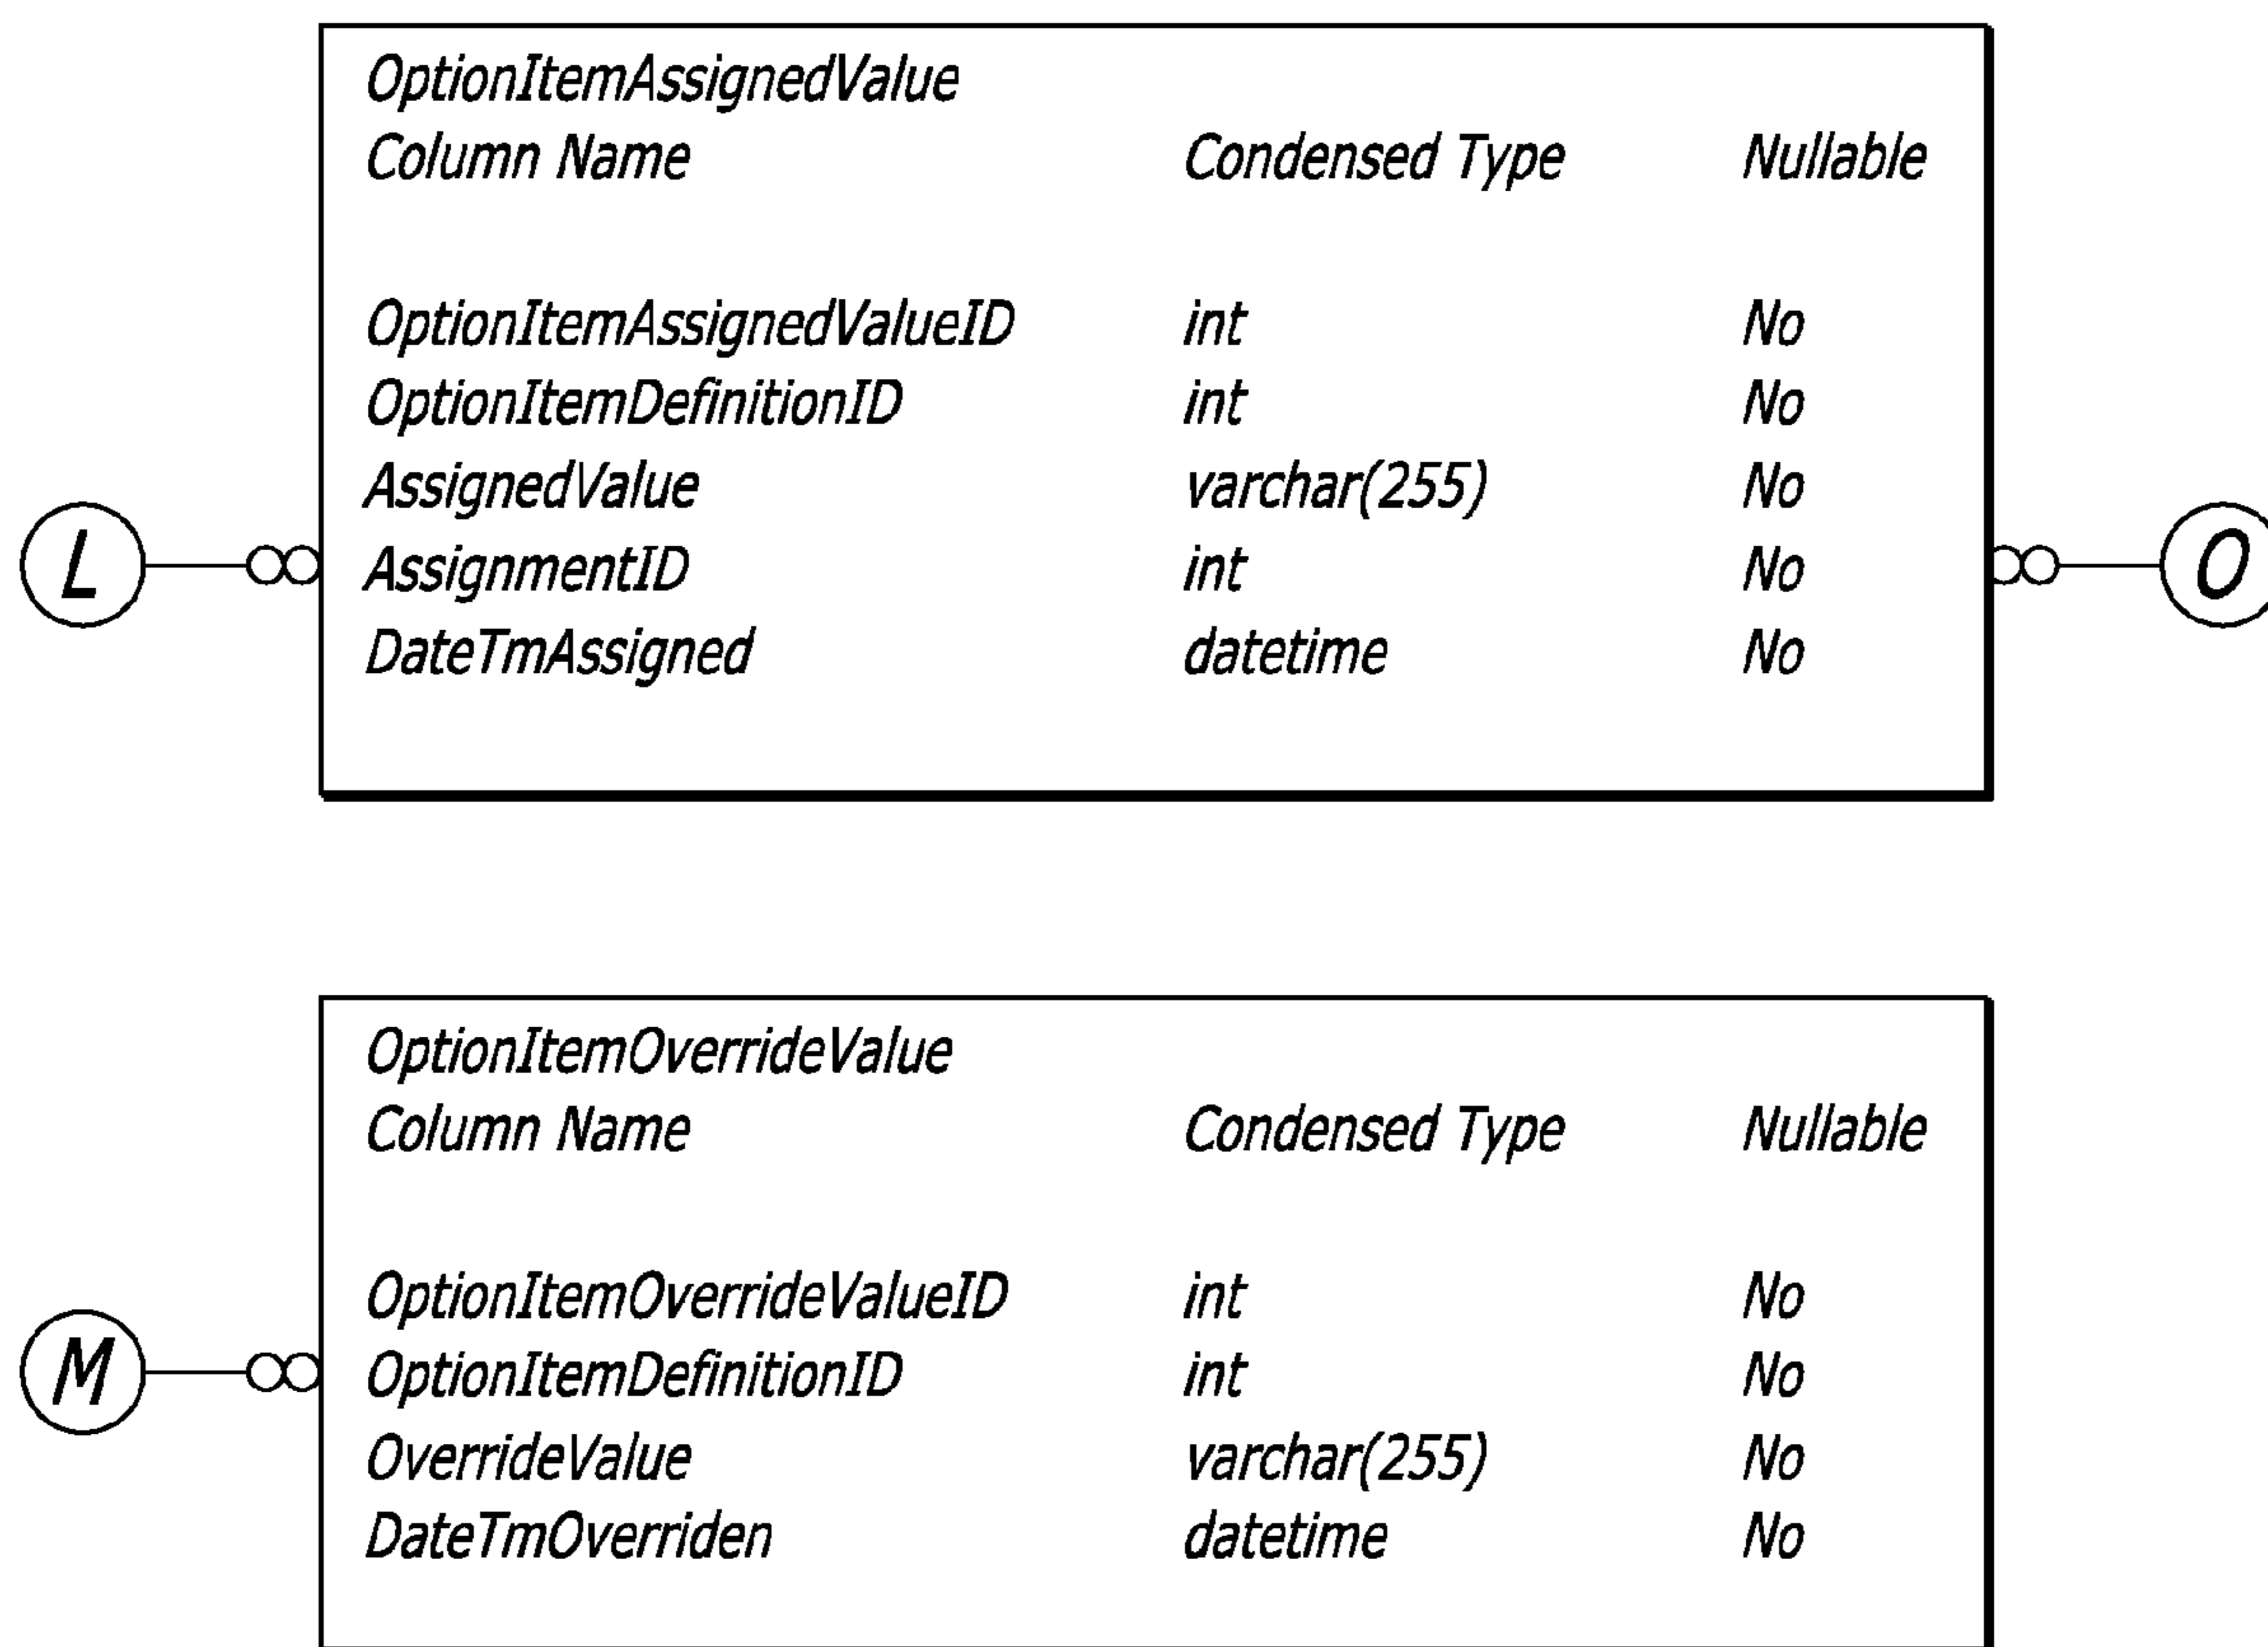 OptionItemAssignedValue
Column Name Condensed Type Nullable
OptionItemAssignedValueID int No
OptionItemDefinitionID int No
AssignedValue varchar(255) No
L AssignmentID int No O
DateTmAssigned datetime No
OptionItemOverrideValue
Column Name Condensed Type Nullable
OptionItemOverrideValueID int No
M OptionItemDefinitionID int No
OverrideValue varchar(255) No
DateTmOverriden datetime No